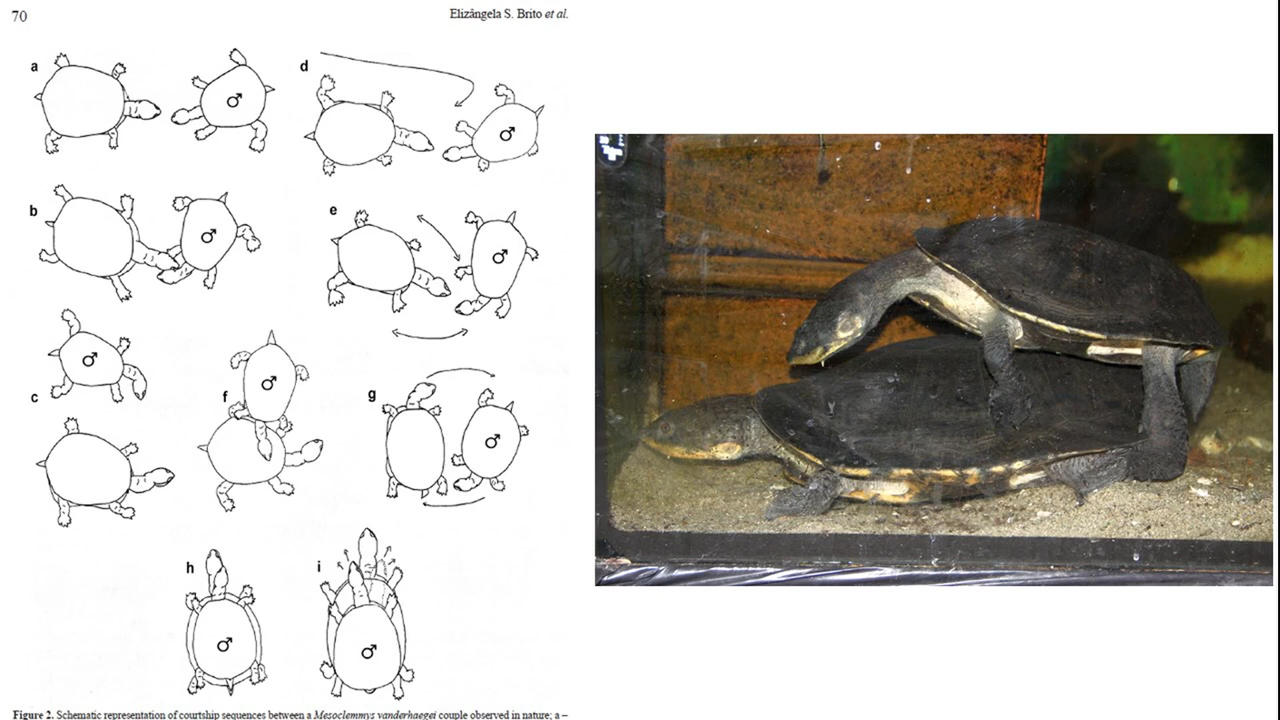 70
Elizângela S. Brito et al.
a
d
b
e
c
f
g
h
i
Figure 2. Schematic representation of courtship sequences between a Mesoclemmys vanderhaegei couple observed in nature; a –